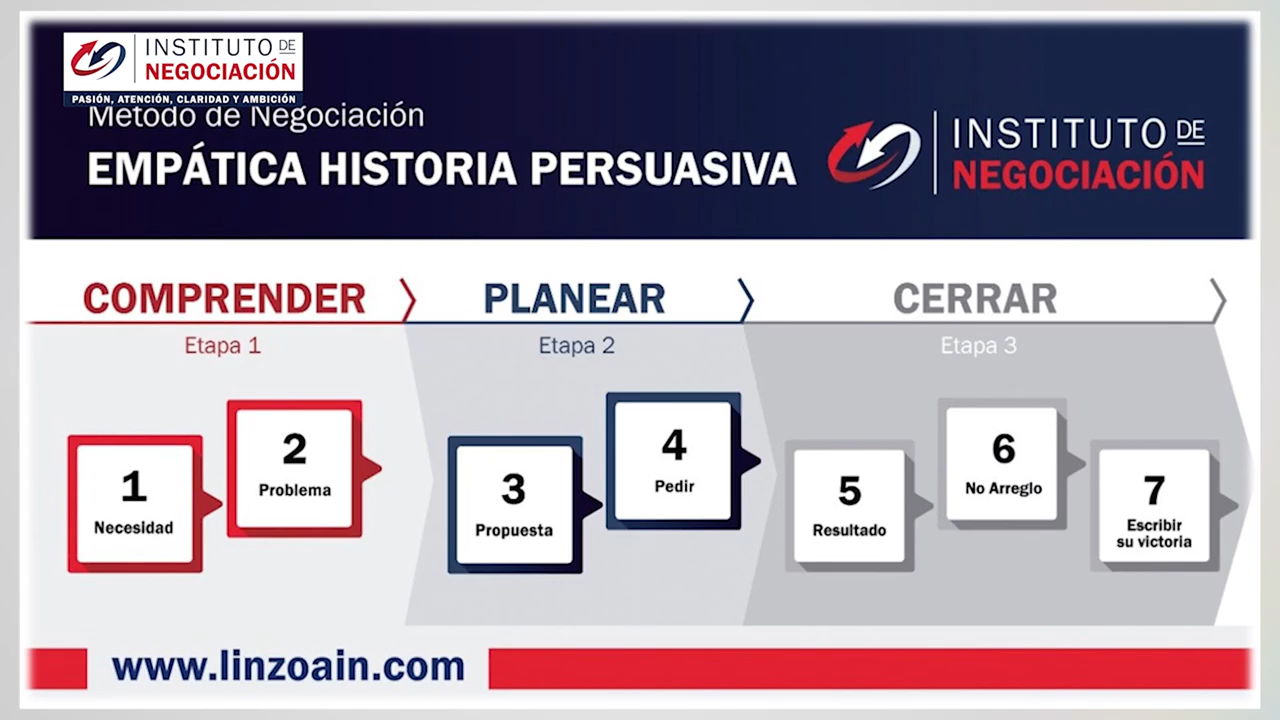 INSTITUTO DE
NEGOCIACIÓN
PASIÓN, ATENCIÓN, CLARIDAD Y AMBICIÓN
Método de Negociación
EMPÁTICA HISTORIA PERSUASIVA
INSTITUTO DE
NEGOCIACIÓN
COMPRENDER
Etapa 1
1
Necesidad
2
Problema
PLANEAR
Etapa 2
3
Propuesta
4
Pedir
CERRAR
Etapa 3
5
Resultado
6
No Arreglo
7
Escribir
su victoria
www.linzoain.com